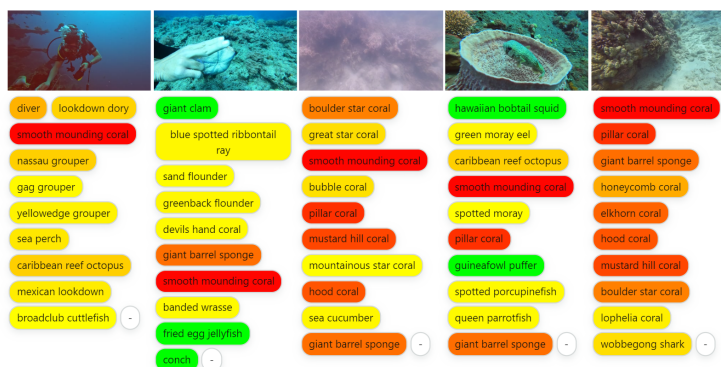 diver lookdown dory
smooth mounding coral
nassau grouper
gag grouper
yellowedge grouper
sea perch
caribbean reef octopus
mexican lookdown
broadclub cuttlefish -
giant clam
blue spotted ribbontail
ray
sand flounder
greenback flounder
devils hand coral
giant barrel sponge
smooth mounding coral
banded wrasse
fried egg jellyfish
conch -
boulder star coral
great star coral
smooth mounding coral
bubble coral
pillar coral
mustard hill coral
mountainous star coral
hood coral
sea cucumber
giant barrel sponge -
hawaiian bobtail squid
green moray eel
caribbean reef octopus
smooth mounding coral
spotted moray
pillar coral
guineafowl puffer
spotted porcupinefish
queen parrotfish
giant barrel sponge -
smooth mounding coral
pillar coral
giant barrel sponge
honeycomb coral
elkhorn coral
hood coral
mustard hill coral
boulder star coral
lophelia coral
wobbegong shark -